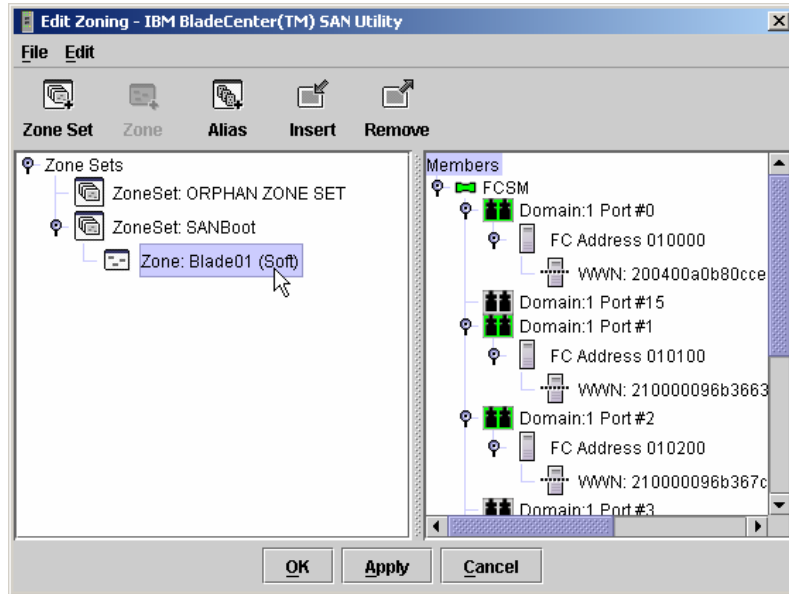 Edit Zoning - IBM BladeCenter(TM) SAN Utility
File Edit
Zone Set Zone Alias Insert Remove
Zone Sets
ZoneSet: ORPHAN ZONE SET
ZoneSet: SANBoot
Zone: Blade01 (Soft)
Members
FCSM
Domain:1 Port #0
FC Address 010000
WWN: 200400a0b80cce
Domain:1 Port #15
Domain:1 Port #1
FC Address 010100
WWN: 210000096b3663
Domain:1 Port #2
FC Address 010200
WWN: 210000096b367c
Domain:1 Port #3
OK Apply Cancel